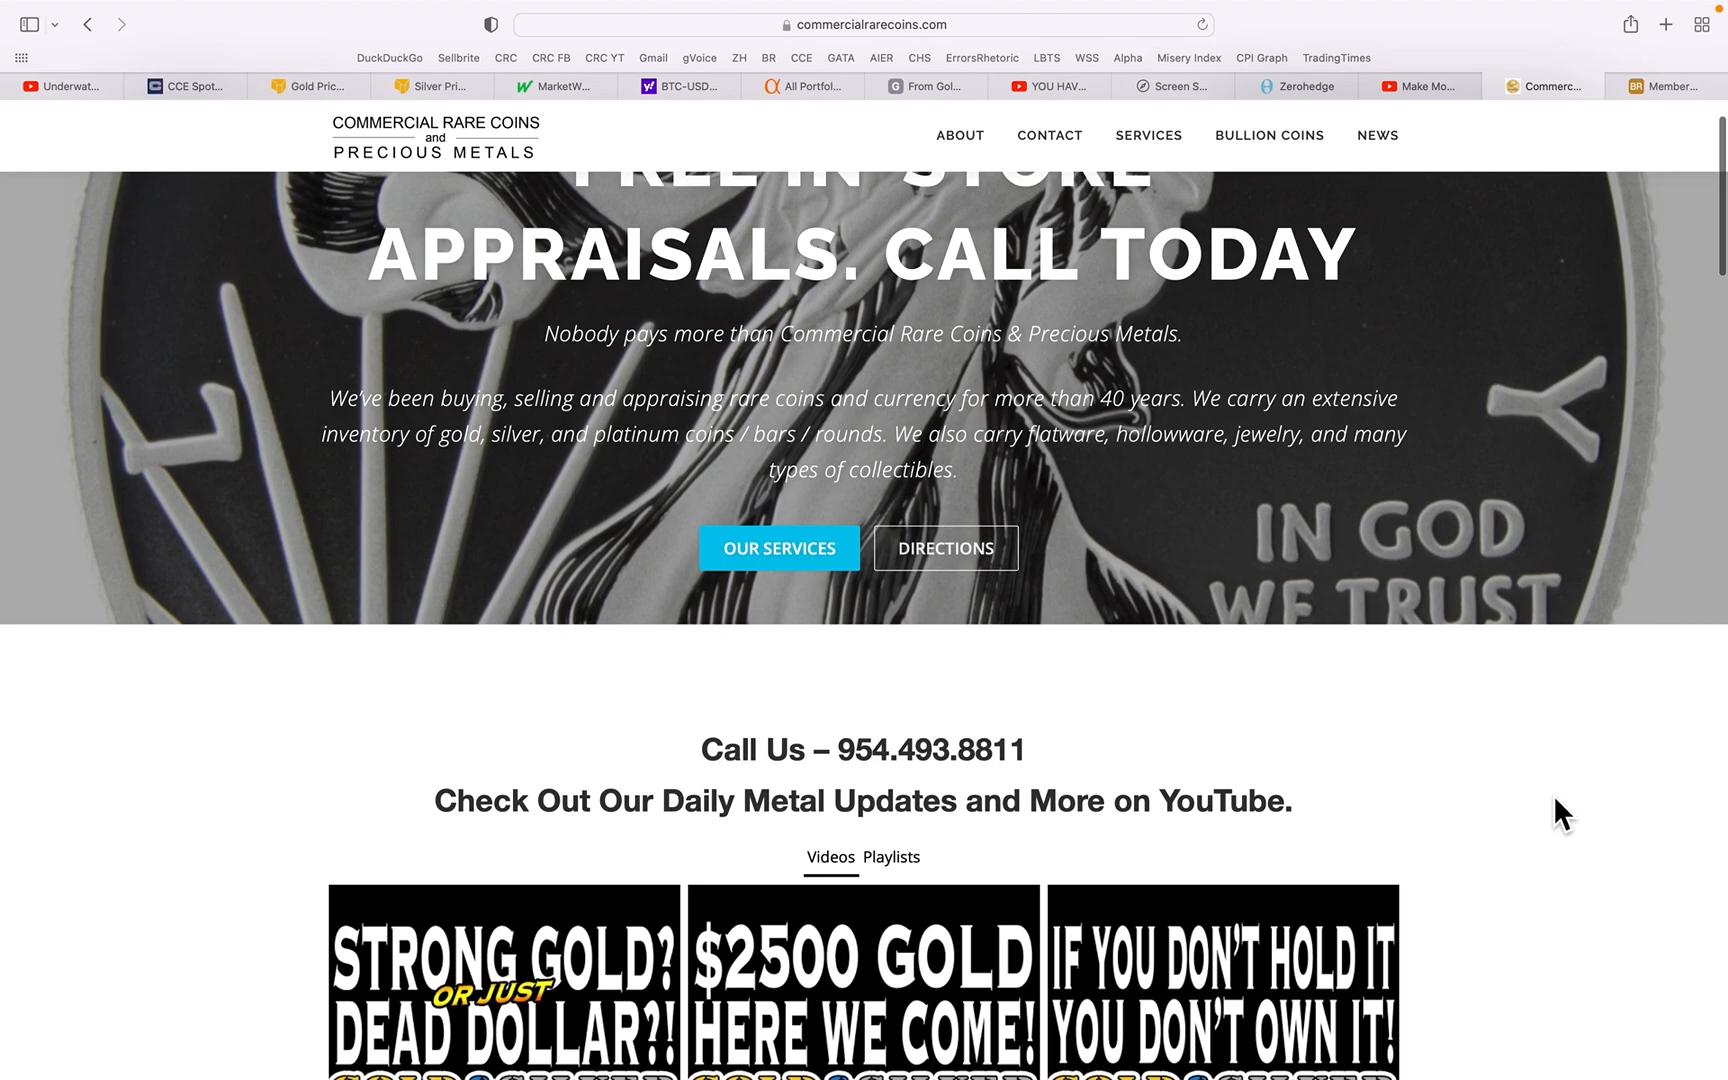 commercialrarecoins.com
DuckDuckGo Sellbrite CRC CRC FB CRC YT Gmail gVoice ZH BR CCE GATA AIER CHS ErrorsRhetoric LBTS WSS Alpha Misery Index CPI Graph TradingTimes
Underwat... CCE Spot... Gold Pric... Silver Pri... MarketW... BTC-USD... All Portfol... G From Gol... YOU HAV... Screen S... Zerohedge Make Mo... Commerc... BR Member...
COMMERCIAL RARE COINS
and
PRECIOUS METALS
ABOUT CONTACT SERVICES BULLION COINS NEWS
FREE IN-STORE
APPRAISALS. CALL TODAY
Nobody pays more than Commercial Rare Coins & Precious Metals.
We've been buying, selling and appraising rare coins and currency for more than 40 years. We carry an extensive
inventory of gold, silver, and platinum coins / bars / rounds. We also carry flatware, hollowware, jewelry, and many
types of collectibles.
L
Y
IN GOD
WE TRUST
OUR SERVICES DIRECTIONS
Call Us – 954.493.8811
Check Out Our Daily Metal Updates and More on YouTube.
Videos Playlists
STRONG GOLD?
OR JUST
DEAD DOLLAR?!
$2500 GOLD
HERE WE COME!
IF YOU DON'T HOLD IT
YOU DON'T OWN IT!